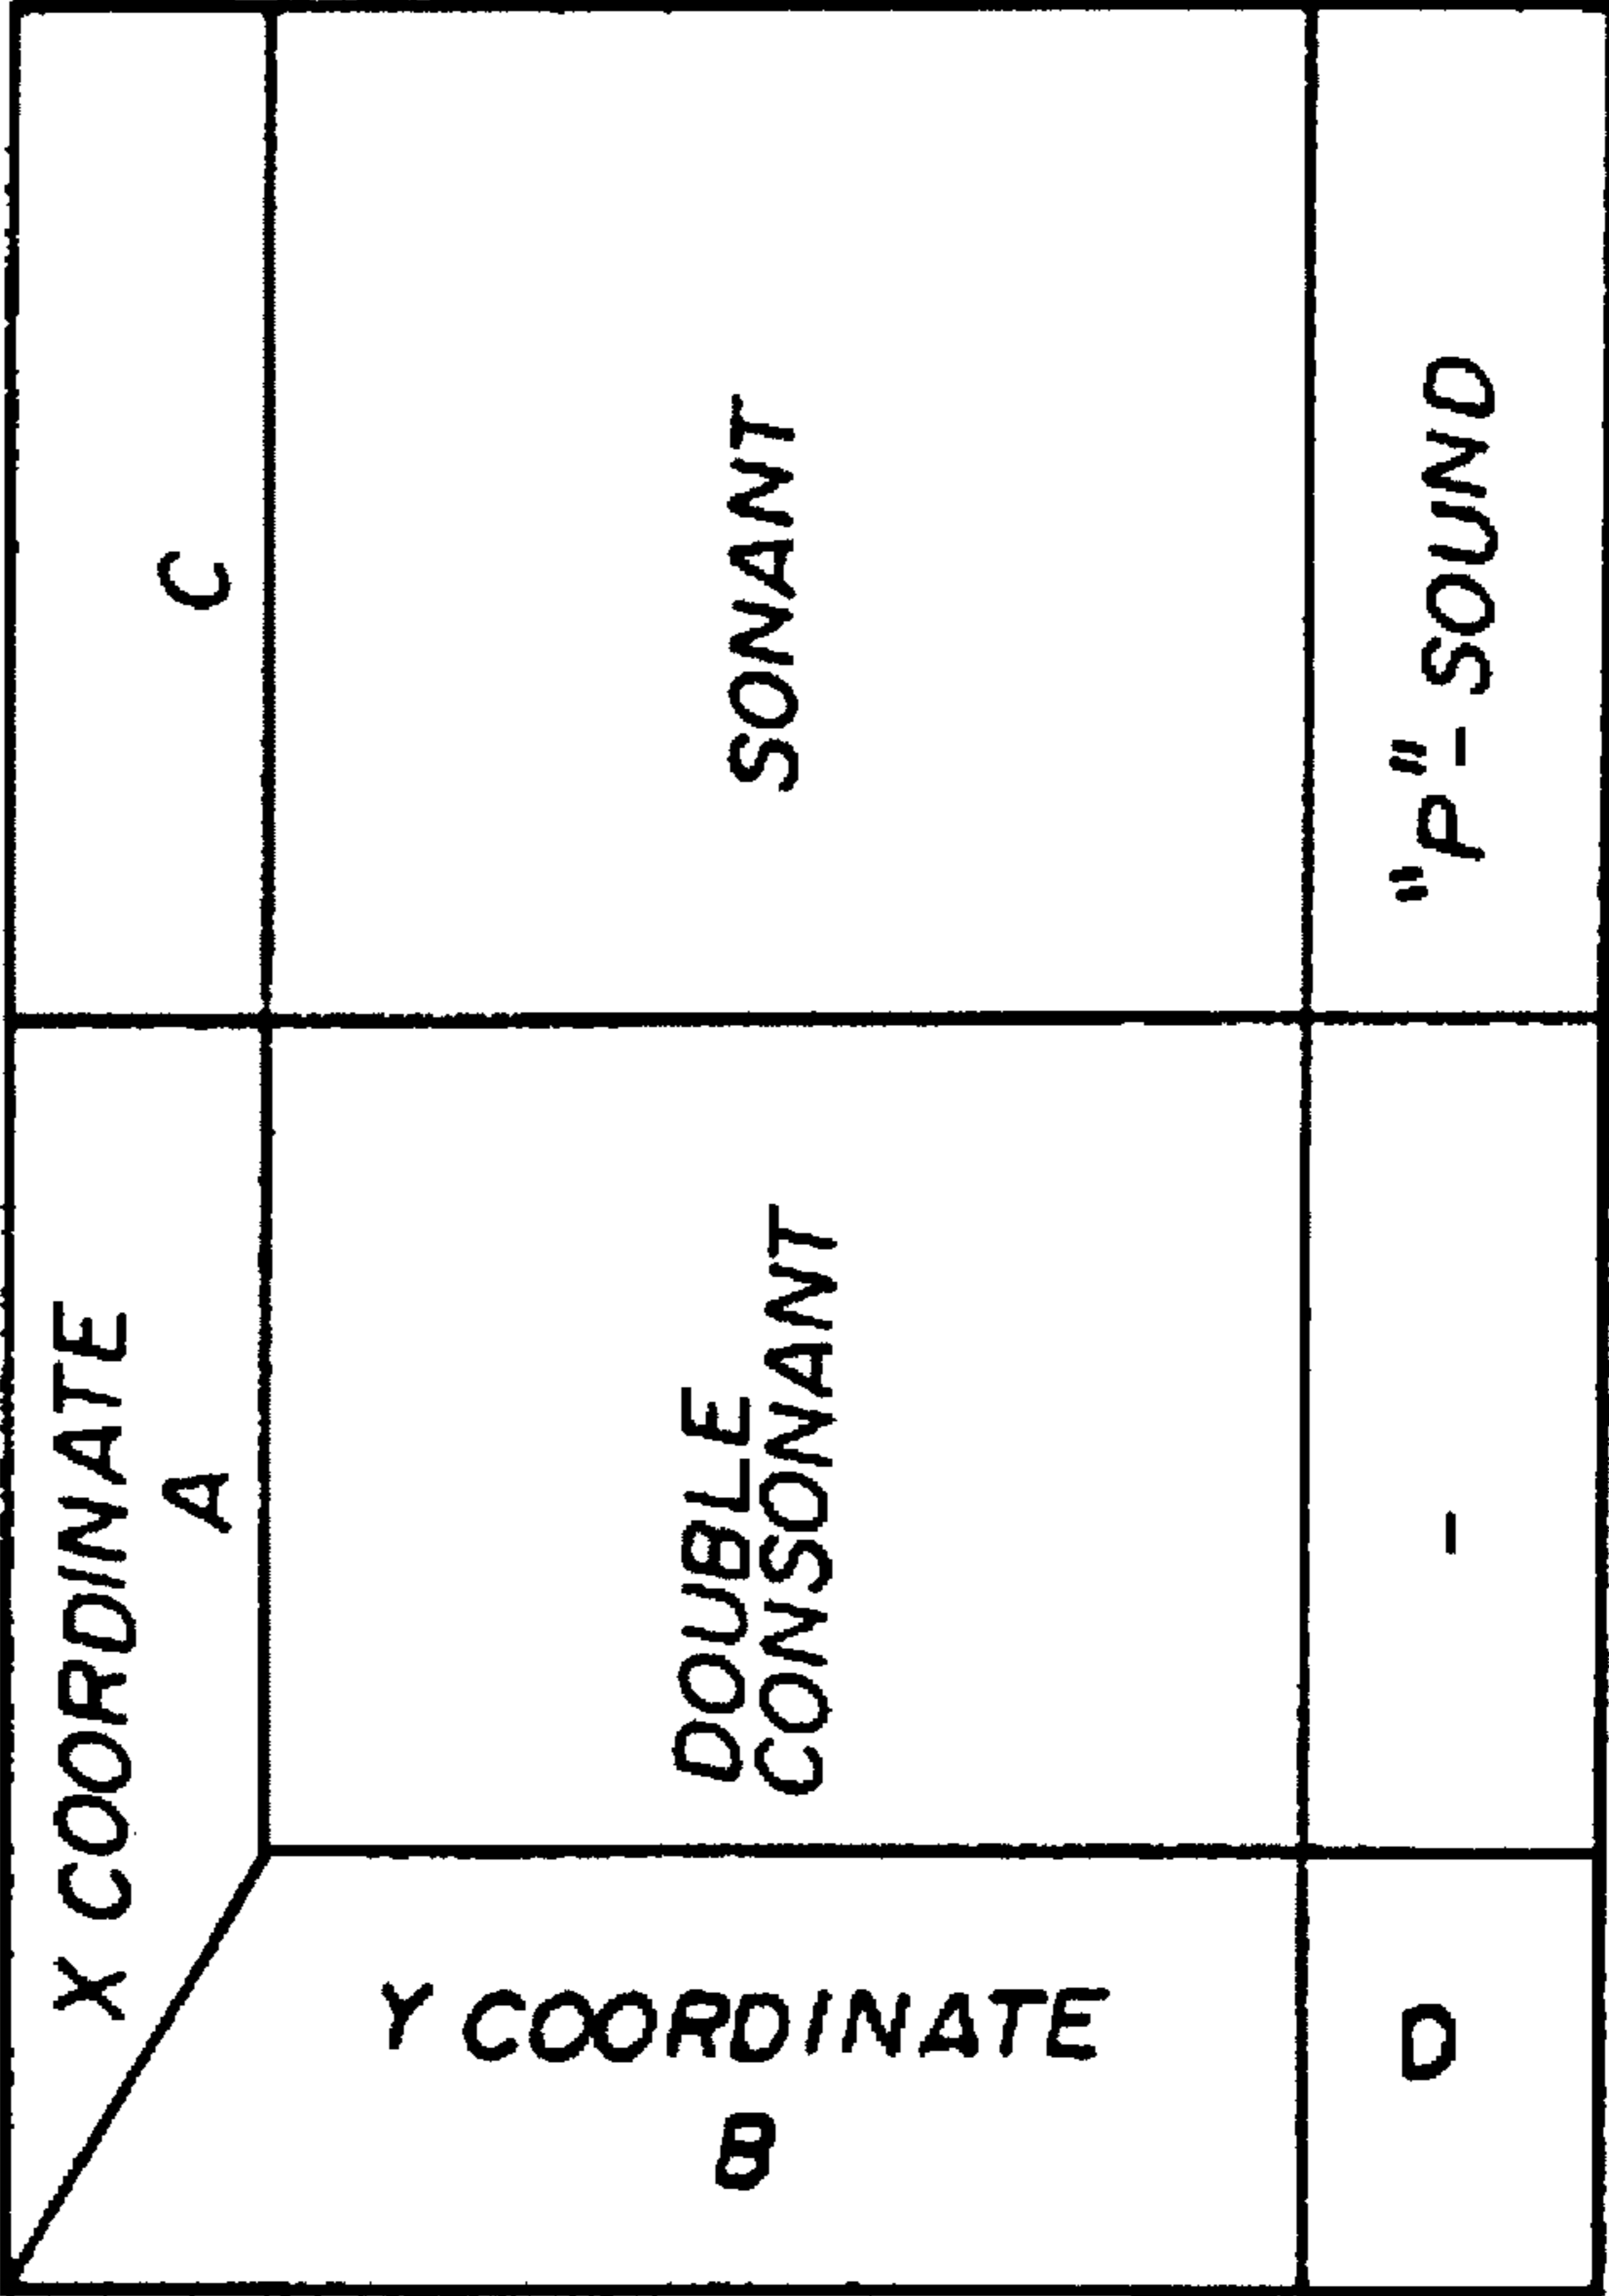 X COORDINATE
A
C
Y COORDINATE
B
DOUBLE
CONSONANT
SONANT
D
-
"P"-SOUND